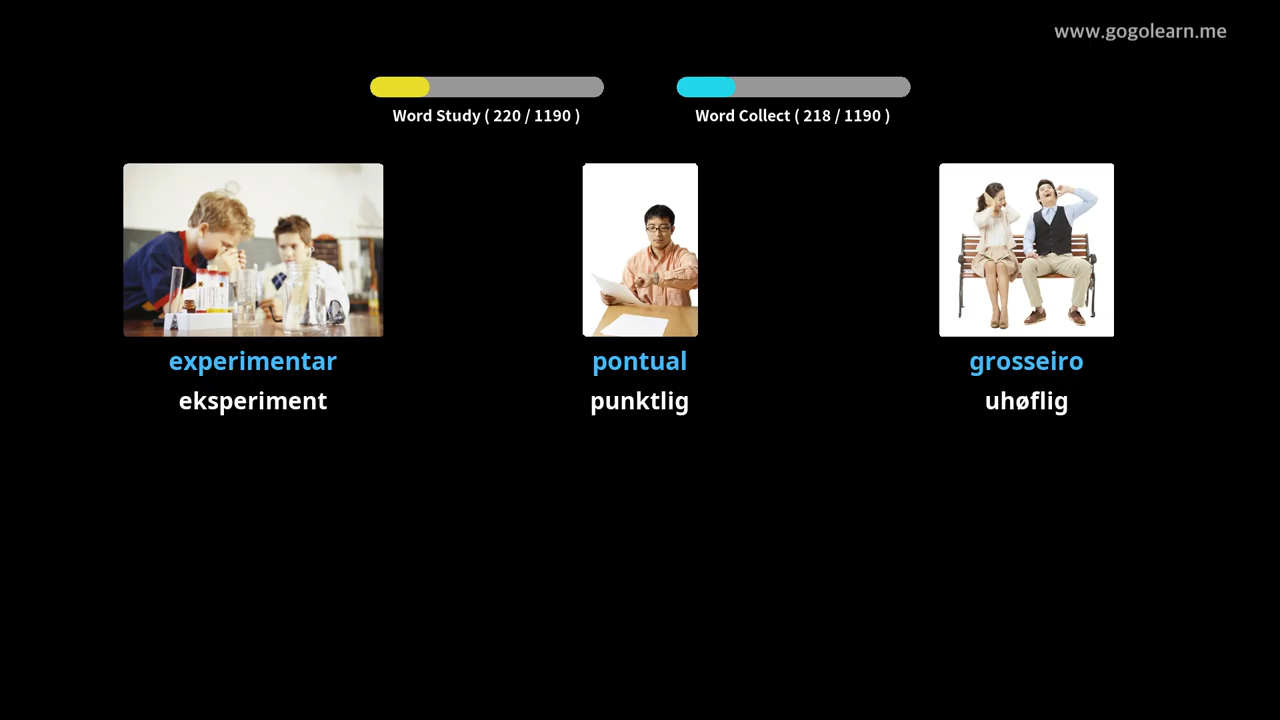 www.gogolearn.me
Word Study ( 220 / 1190 )
Word Collect ( 218 / 1190 )
experimentar
pontual
grosseiro
eksperiment
punktlig
uhøflig